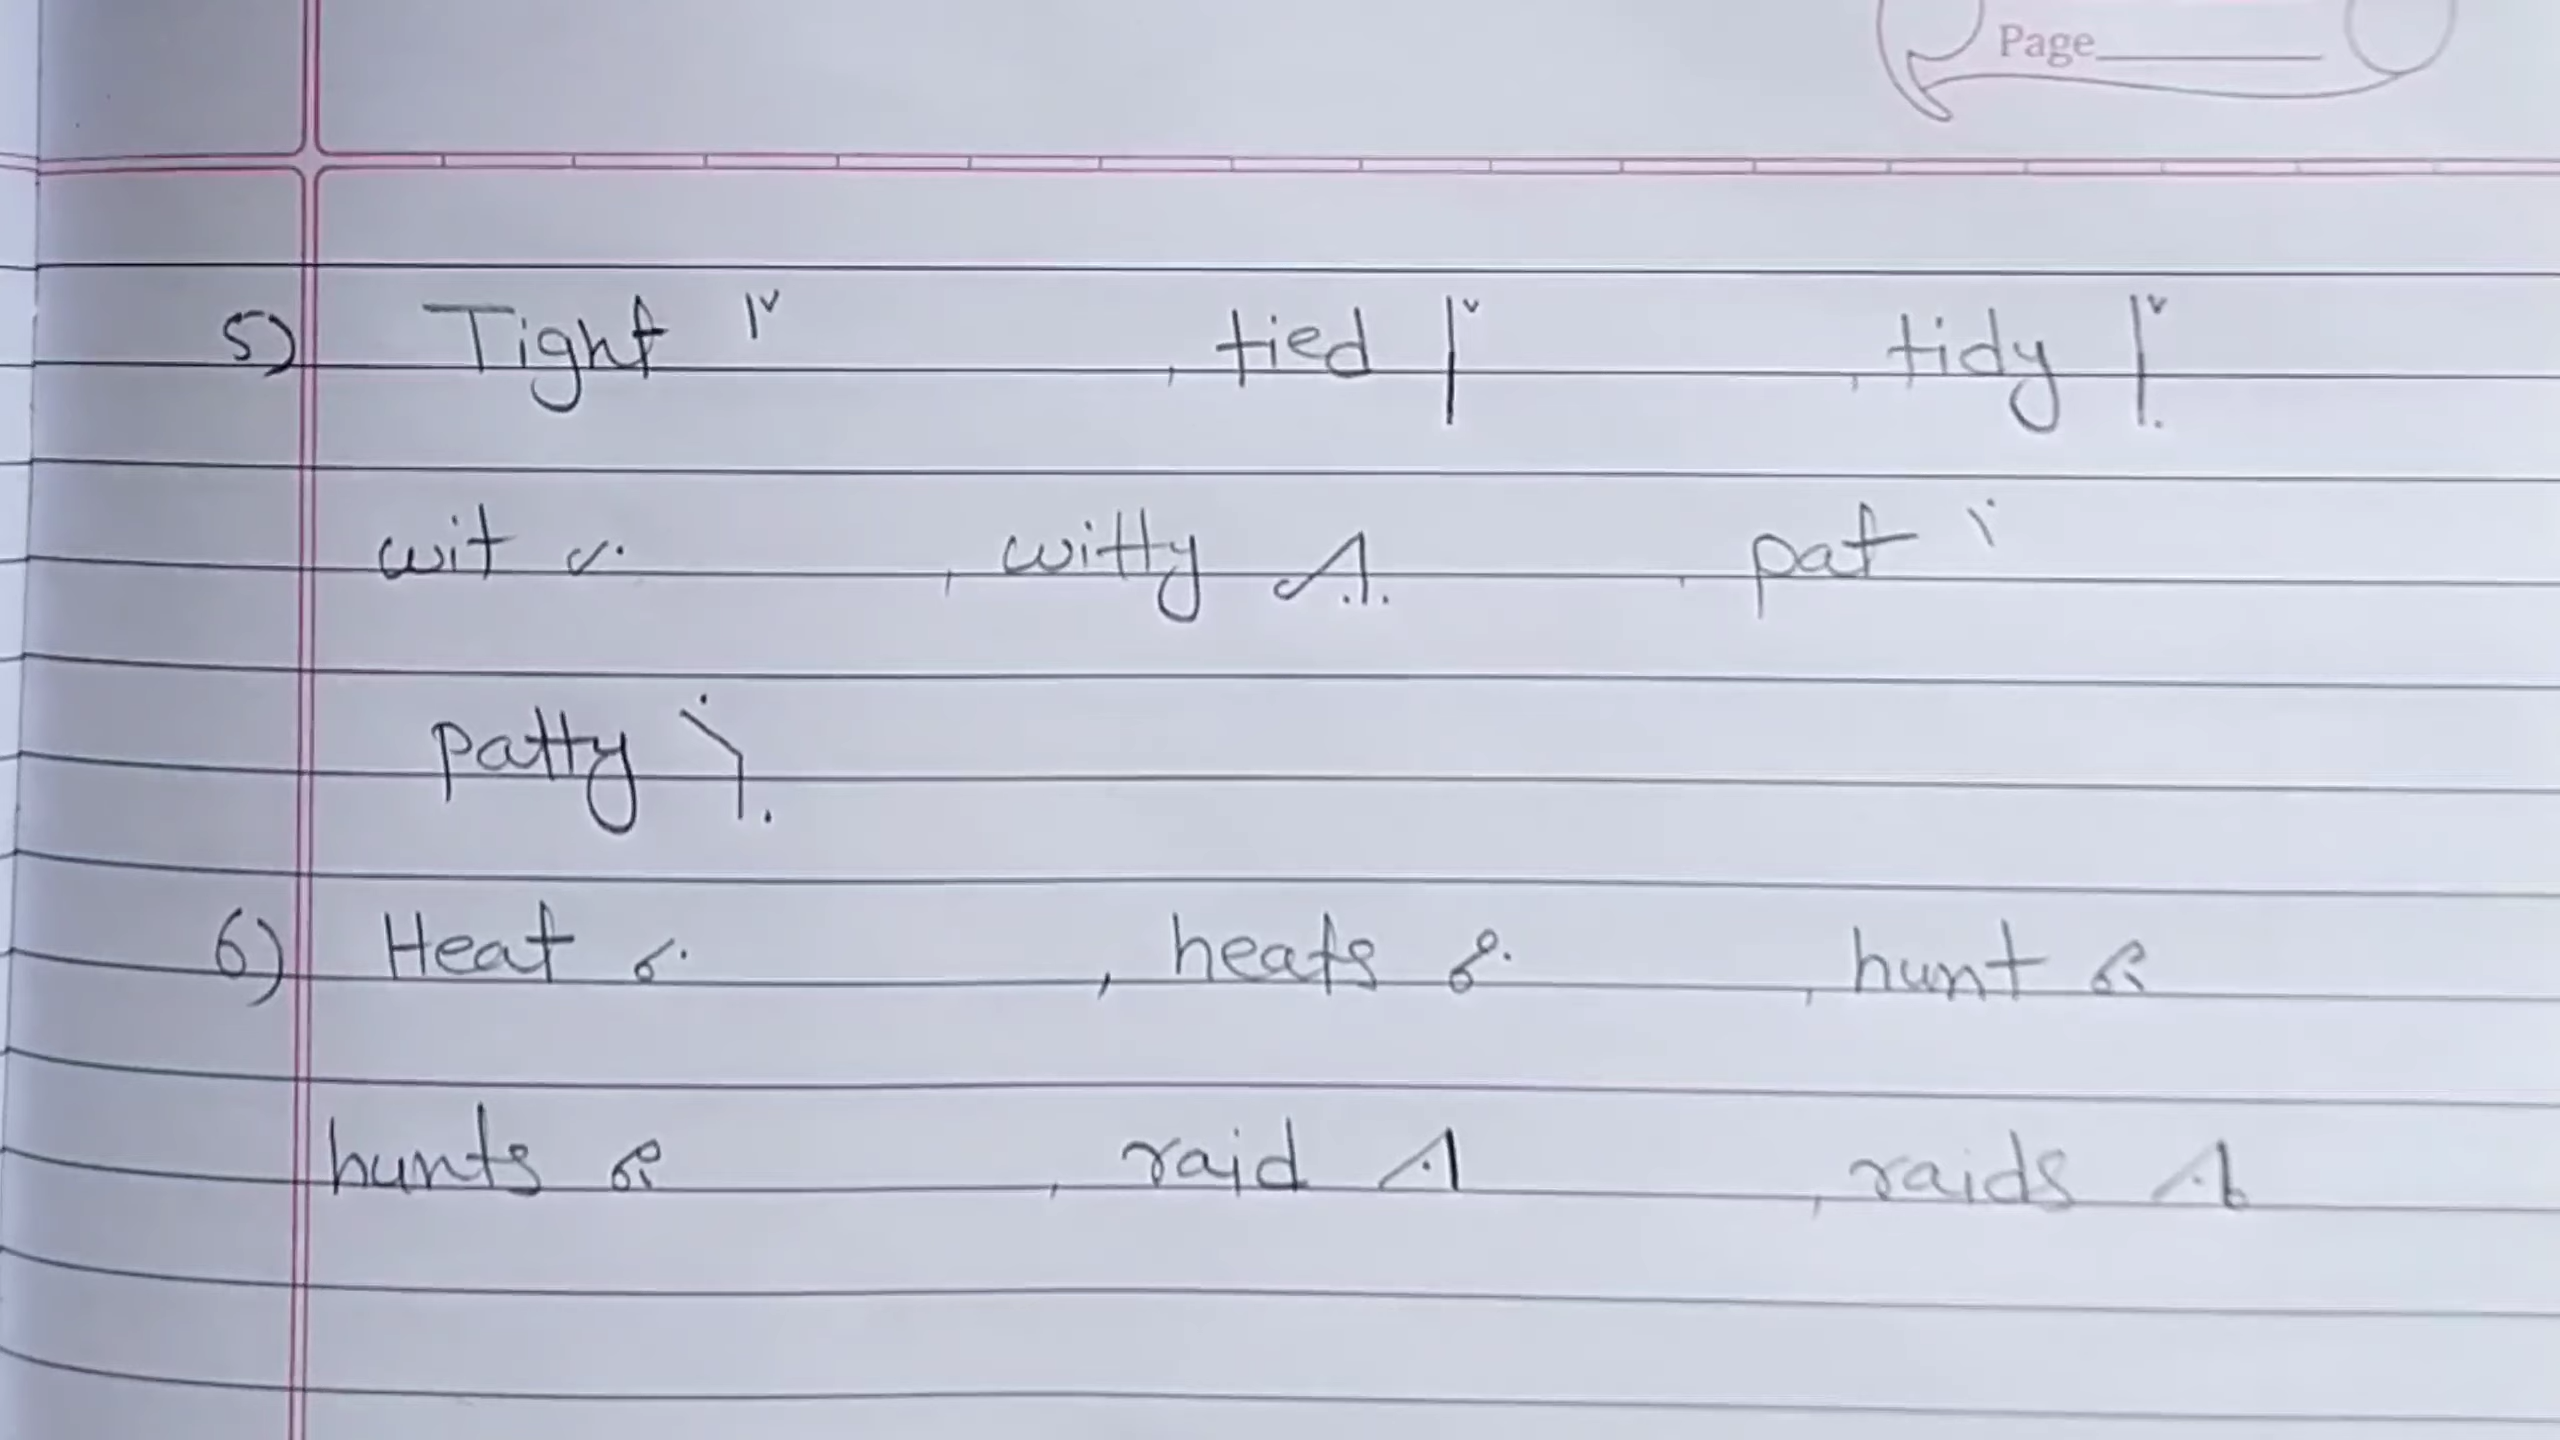 Page
5) Tight , tied , tidy
wit , witty , pat
patty
6) Heat , heats , hunt
hunts , raid , raids